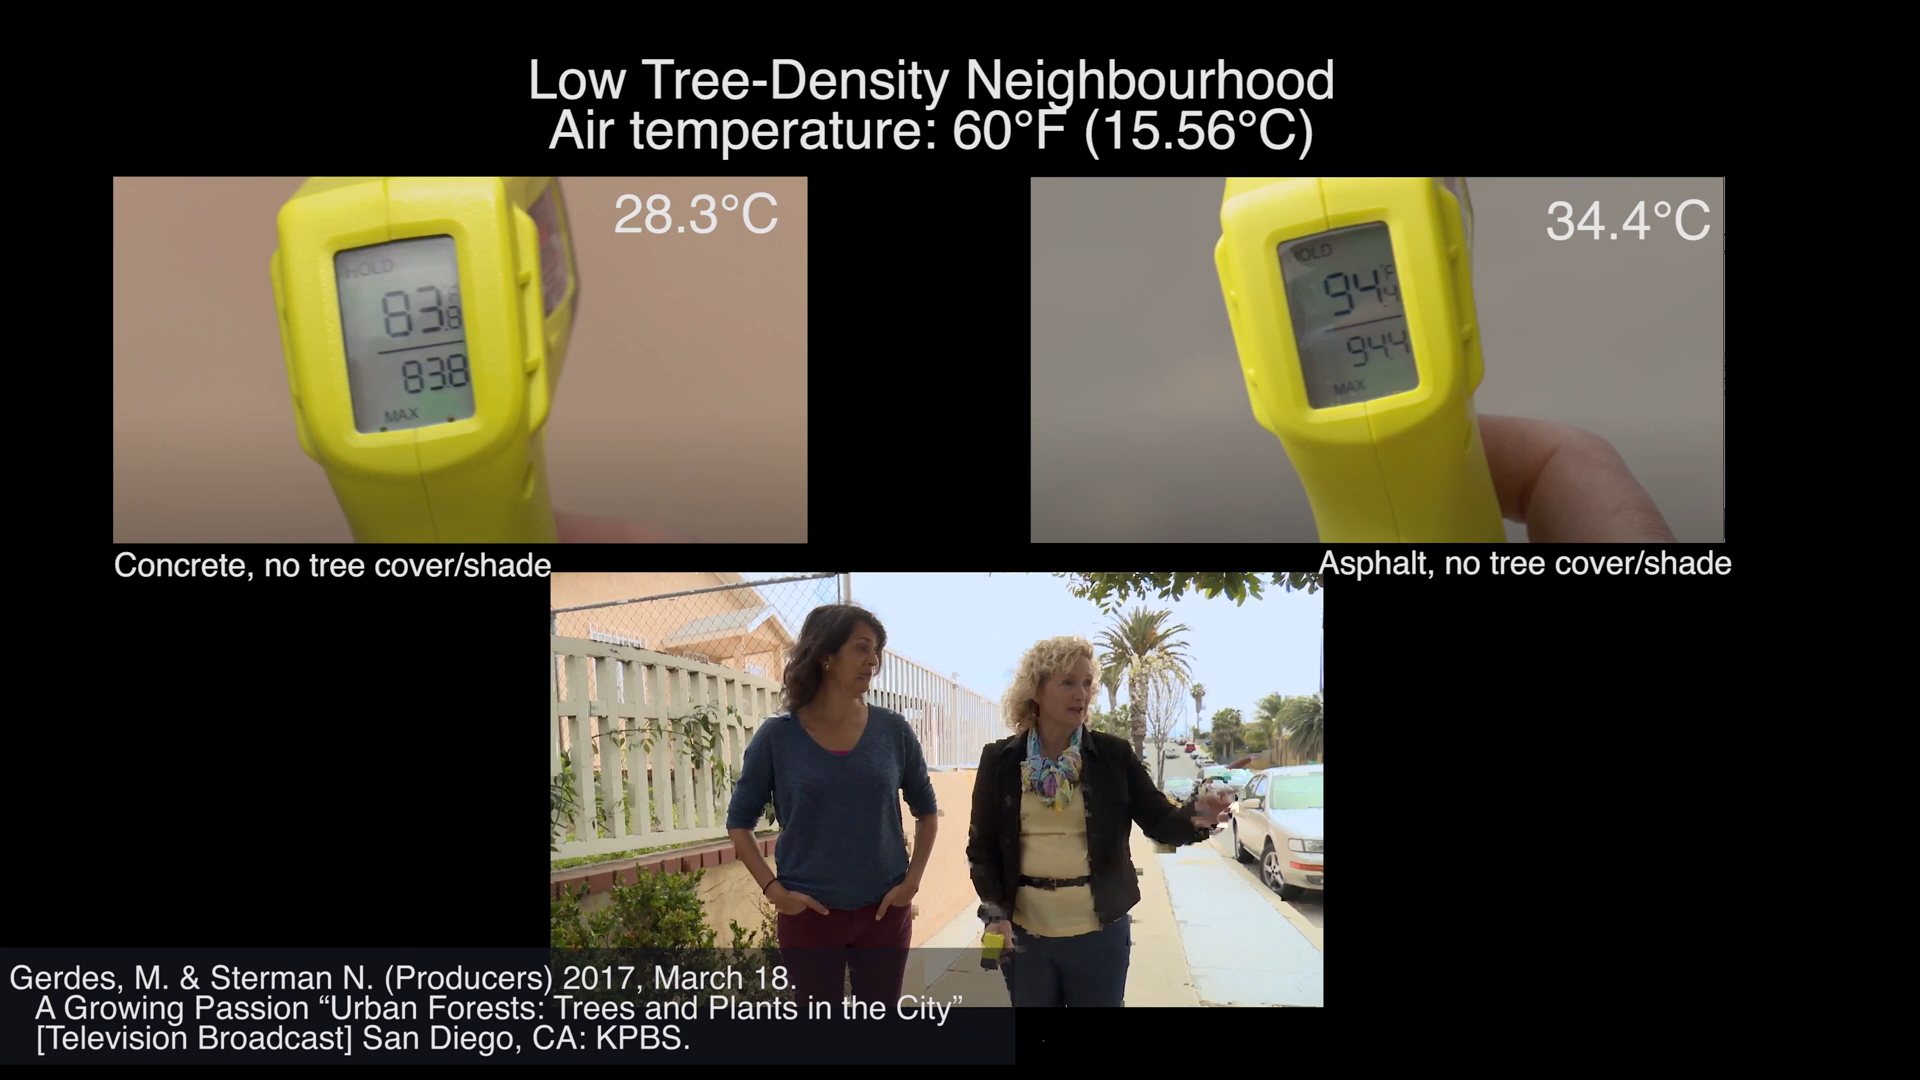 Low Tree-Density Neighbourhood
Air temperature: 60°F (15.56°C)
28.3°C
HOLD
83.8 °F
83.8
MAX
34.4°C
HOLD
94.4 °F
94.4
MAX
Concrete, no tree cover/shade
Asphalt, no tree cover/shade
Gerdes, M. & Sterman N. (Producers) 2017, March 18.
A Growing Passion “Urban Forests: Trees and Plants in the City”
[Television Broadcast] San Diego, CA: KPBS.